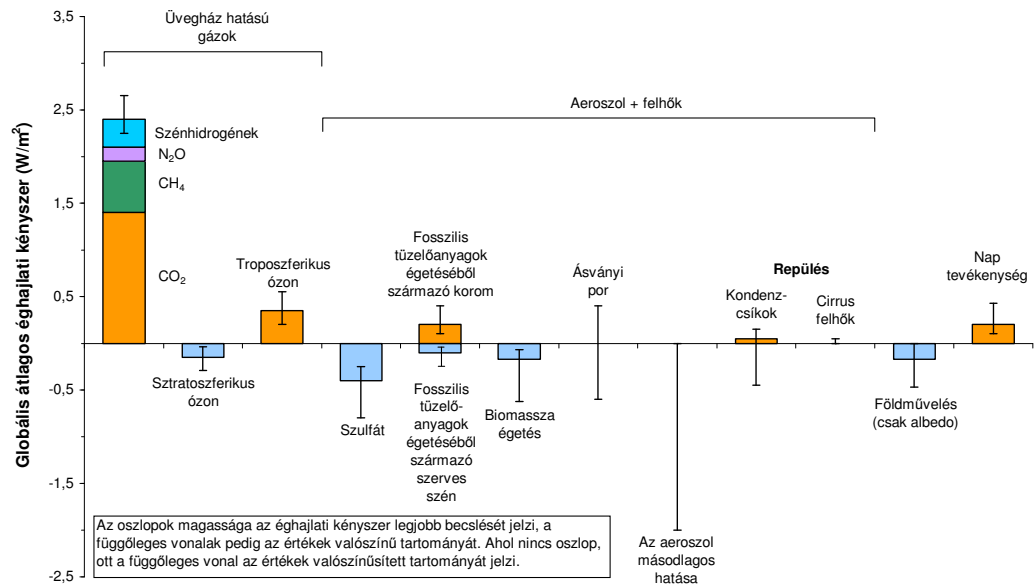 Globális átlagos éghajlati kényszer (W/m²)
3,5
2,5
1,5
0,5
-0,5
-1,5
-2,5
Üvegház hatású
gázok
Aeroszol + felhők
Szénhidrogének
N₂O
CH₄
CO₂
Sztratoszferikus
ózon
Troposzferikus
ózon
Szulfát
Fosszilis
tüzelőanyagok
égetéséből
származó korom
Fosszilis
tüzelő-
anyagok
égetéséből
származó
szerves
szén
Biomassza
égetés
Ásványi
por
Az aeroszol
másodlagos
hatása
Repülés
Kondenz-
csíkok
Cirrus
felhők
Földművelés
(csak albedo)
Nap
tevékenység
Az oszlopok magassága az éghajlati kényszer legjobb becslését jelzi, a
függőleges vonalak pedig az értékek valószínű tartományát. Ahol nincs oszlop,
ott a függőleges vonal az értékek valószínűsített tartományát jelzi.